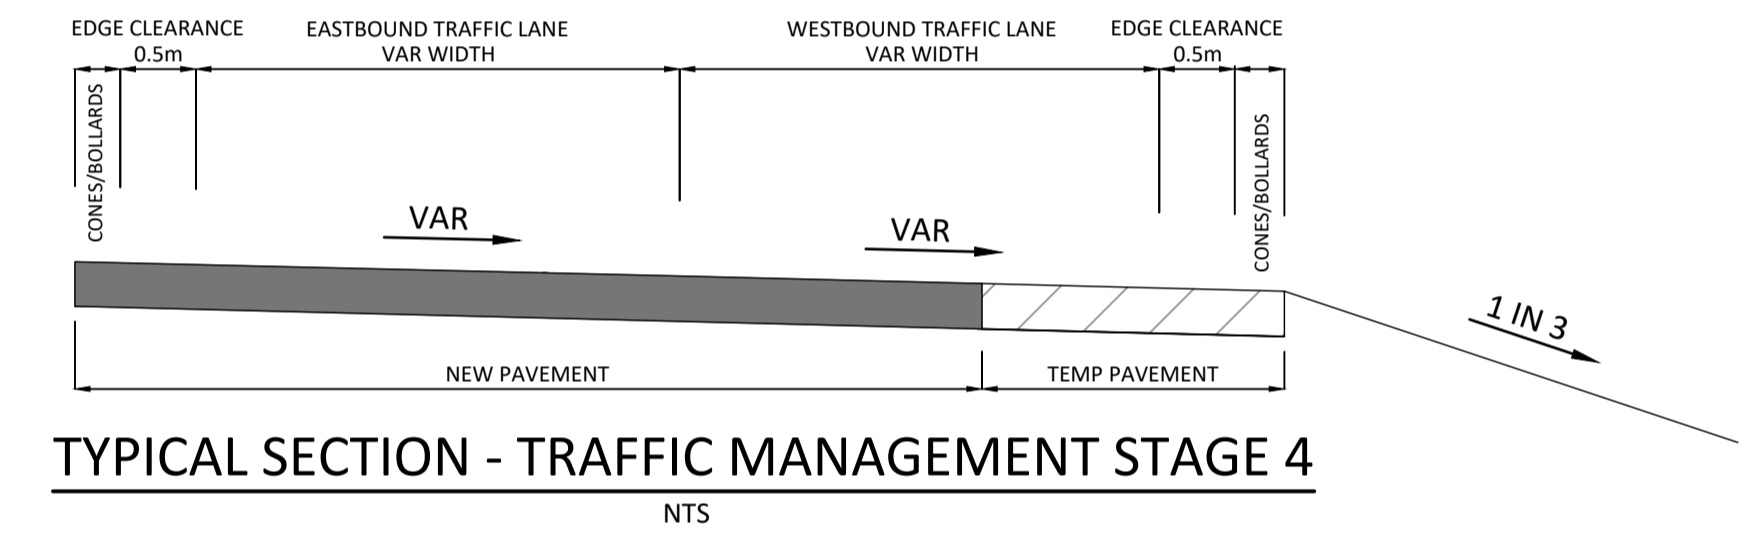 EDGE CLEARANCE
0.5m
EASTBOUND TRAFFIC LANE
VAR WIDTH
WESTBOUND TRAFFIC LANE
VAR WIDTH
EDGE CLEARANCE
0.5m
CONES/BOLLARDS
CONES/BOLLARDS
VAR
VAR
1 IN 3
NEW PAVEMENT
TEMP PAVEMENT
TYPICAL SECTION - TRAFFIC MANAGEMENT STAGE 4
NTS